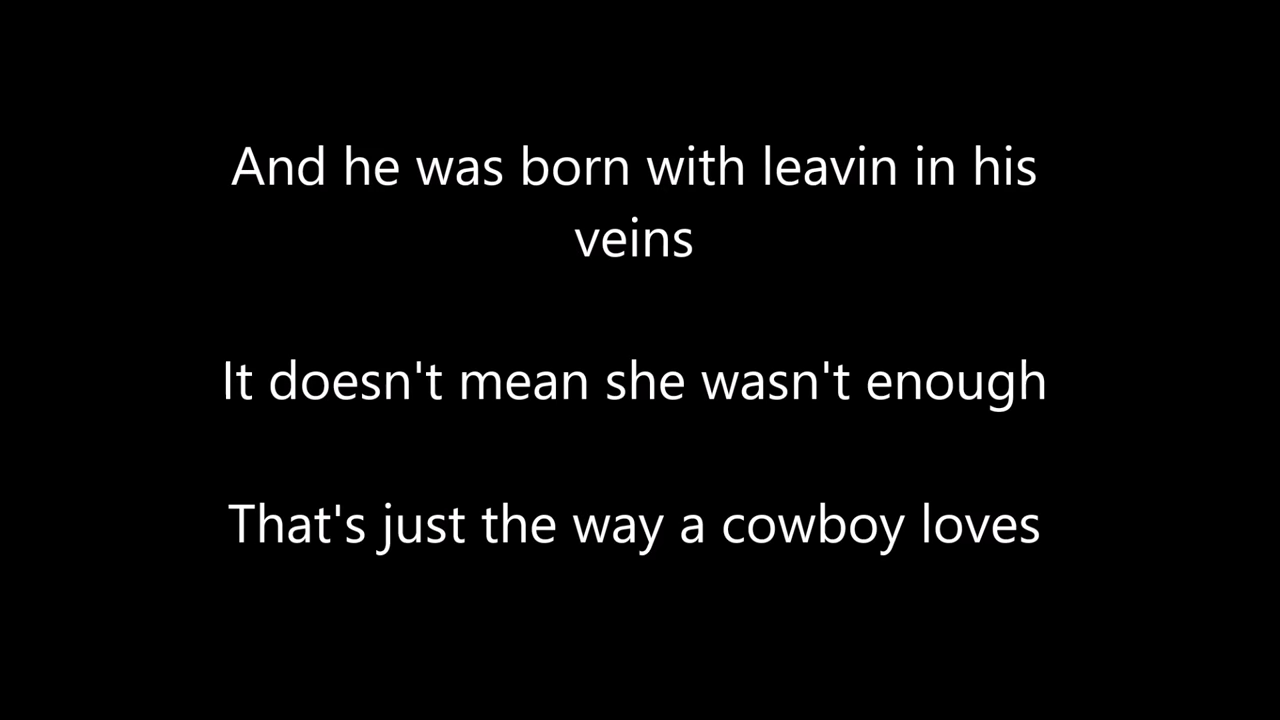 And he was born with leavin in his
veins
It doesn't mean she wasn't enough
That's just the way a cowboy loves